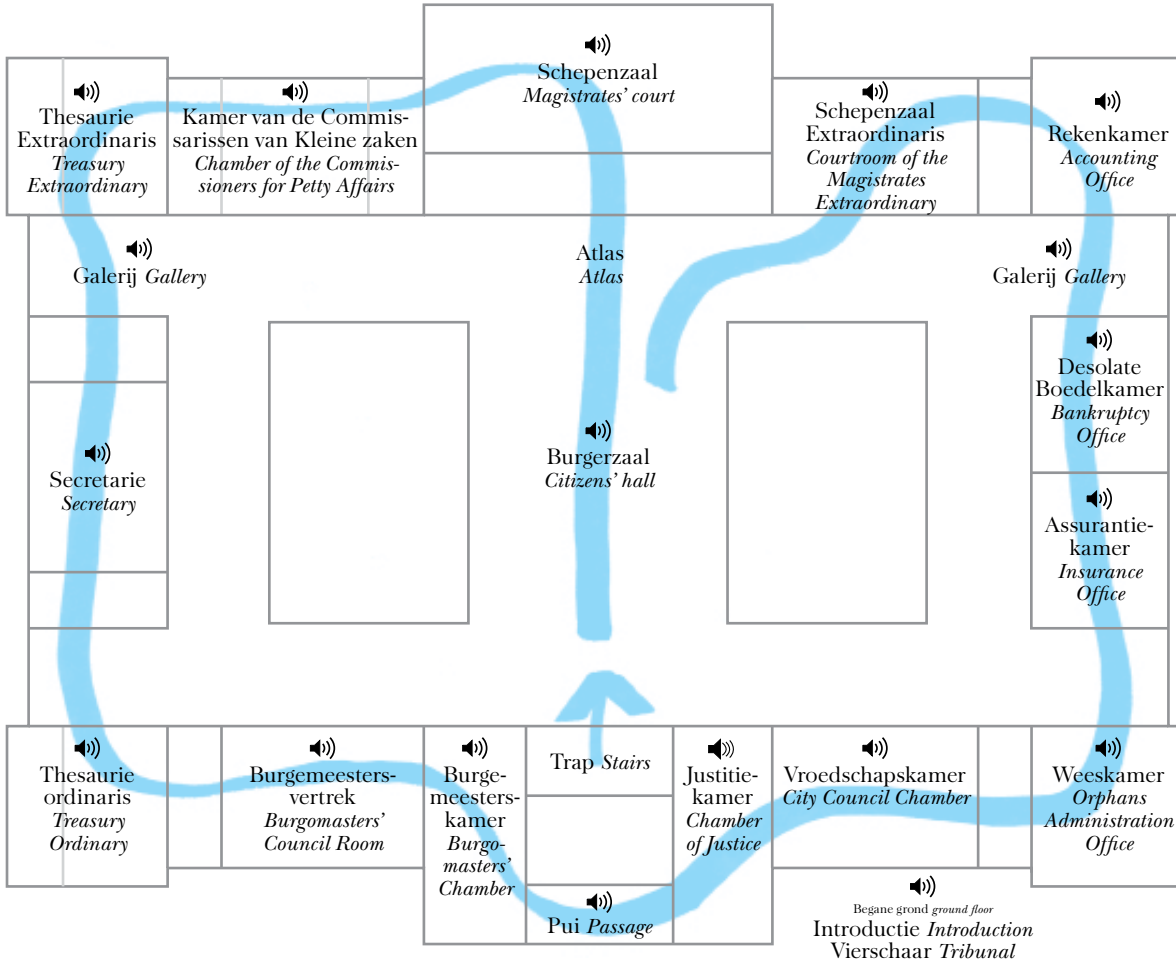 Schepenzaal
Magistrates’ court
Thesaurie
Extraordinaris
Treasury
Extraordinary
Kamer van de Commis-
sarissen van Kleine zaken
Chamber of the Commis-
sioners for Petty Affairs
Schepenzaal
Extraordinaris
Courtroom of the
Magistrates
Extraordinary
Rekenkamer
Accounting
Office
Galerij Gallery
Atlas
Atlas
Galerij Gallery
Desolate
Boedelkamer
Bankruptcy
Office
Secretarie
Secretary
Burgerzaal
Citizens’ hall
Assurantie-
kamer
Insurance
Office
Thesaurie
ordinaris
Treasury
Ordinary
Burgemeesters-
vertrek
Burgomasters’
Council Room
Burge-
meesters-
kamer
Burgo-
masters’
Chamber
Trap Stairs
Justitie-
kamer
Chamber
of Justice
Vroedschapskamer
City Council Chamber
Weeskamer
Orphans
Administration
Office
Pui Passage
Begane grond ground floor
Introductie Introduction
Vierschaar Tribunal